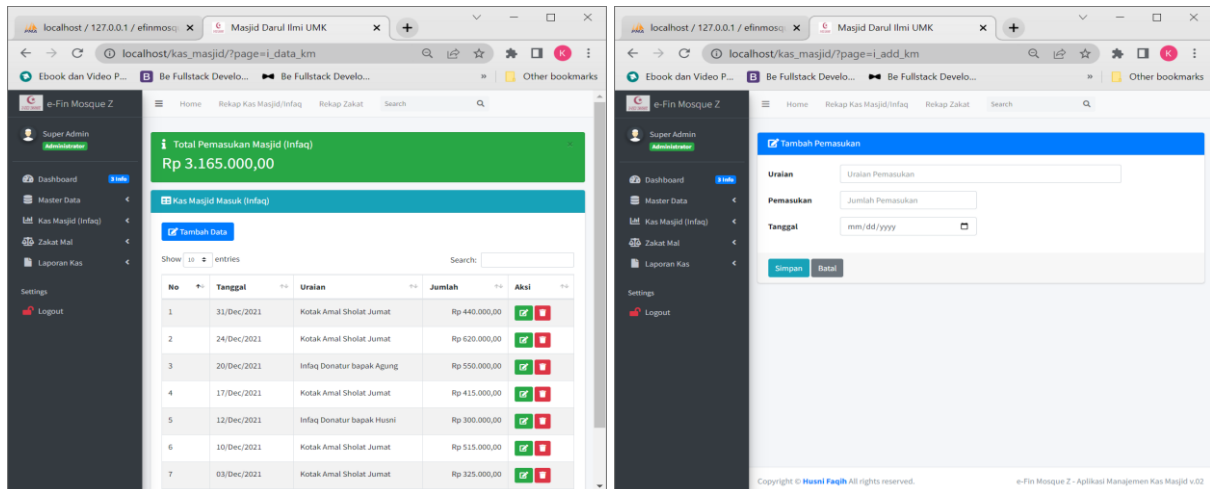 localhost / 127.0.0.1 / efinmosq
Masjid Darul Ilmi UMK
localhost/kas_masjid/?page=i_data_km
K
Ebook dan Video P...
B Be Fullstack Develo...
Be Fullstack Develo...
»
Other bookmarks
e-Fin Mosque Z
Home
Rekap Kas Masjid/Infaq
Rekap Zakat
Search
Super Admin
Administrator
Dashboard
3 Info
Master Data
Kas Masjid (Infaq)
Zakat Mal
Laporan Kas
Settings
Logout
Total Pemasukan Masjid (Infaq)
Rp 3.165.000,00
Kas Masjid Masuk (Infaq)
Tambah Data
Show 10 entries
Search:
No Tanggal Uraian Jumlah Aksi
1 31/Dec/2021 Kotak Amal Sholat Jumat Rp 440.000,00
2 24/Dec/2021 Kotak Amal Sholat Jumat Rp 620.000,00
3 20/Dec/2021 Infaq Donatur bapak Agung Rp 550.000,00
4 17/Dec/2021 Kotak Amal Sholat Jumat Rp 415.000,00
5 12/Dec/2021 Infaq Donatur bapak Husni Rp 300.000,00
6 10/Dec/2021 Kotak Amal Sholat Jumat Rp 515.000,00
7 03/Dec/2021 Kotak Amal Sholat Jumat Rp 325.000,00
localhost / 127.0.0.1 / efinmosq
Masjid Darul Ilmi UMK
localhost/kas_masjid/?page=i_add_km
K
Ebook dan Video P...
B Be Fullstack Develo...
Be Fullstack Develo...
»
Other bookmarks
e-Fin Mosque Z
Home
Rekap Kas Masjid/Infaq
Rekap Zakat
Search
Super Admin
Administrator
Dashboard
3 Info
Master Data
Kas Masjid (Infaq)
Zakat Mal
Laporan Kas
Settings
Logout
Tambah Pemasukan
Uraian
Uraian Pemasukan
Pemasukan
Jumlah Pemasukan
Tanggal
mm/dd/yyyy
Simpan
Batal
Copyright © Husni Faqih All rights reserved.
e-Fin Mosque Z - Aplikasi Manajemen Kas Masjid v.02